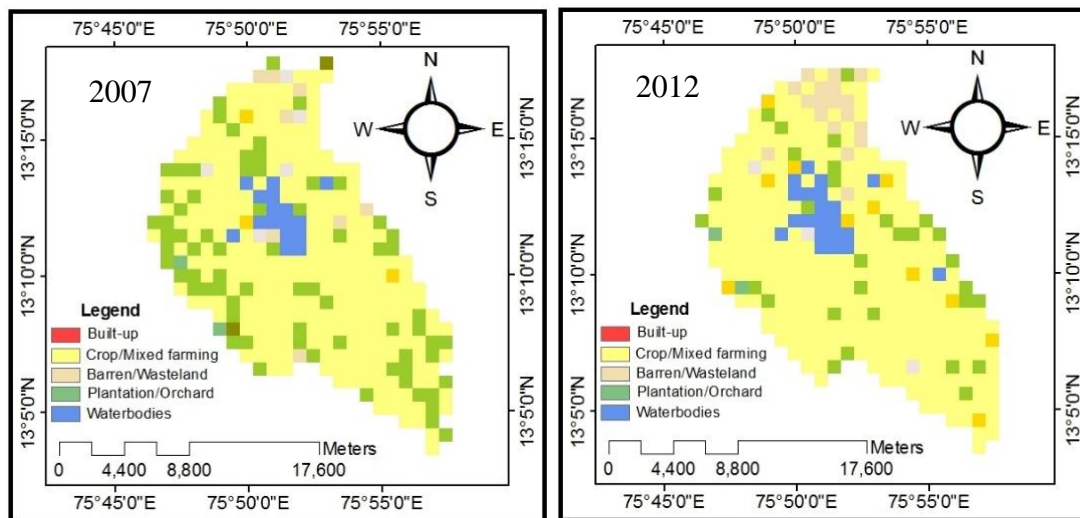 75°45'0"E 75°50'0"E 75°55'0"E
2007
N
W E
S
13°15'0"N 13°15'0"N
13°10'0"N 13°10'0"N
13°5'0"N 13°5'0"N
Legend
Built-up
Crop/Mixed farming
Barren/Wasteland
Plantation/Orchard
Waterbodies
Meters
0 4,400 8,800 17,600
75°45'0"E 75°50'0"E 75°55'0"E
75°45'0"E 75°50'0"E 75°55'0"E
2012
N
W E
S
13°15'0"N 13°15'0"N
13°10'0"N 13°10'0"N
13°5'0"N 13°5'0"N
Legend
Built-up
Crop/Mixed farming
Barren/Wasteland
Plantation/Orchard
Waterbodies
Meters
0 4,400 8,800 17,600
75°45'0"E 75°50'0"E 75°55'0"E